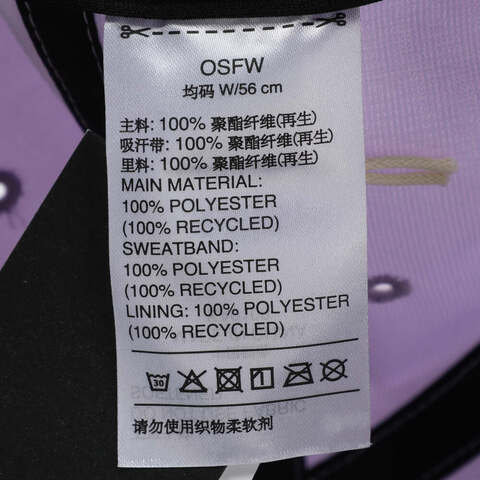 OSFW
均码 W/56 cm
主料: 100% 聚酯纤维(再生)
吸汗带: 100% 聚酯纤维(再生)
里料: 100% 聚酯纤维(再生)
MAIN MATERIAL:
100% POLYESTER
(100% RECYCLED)
SWEATBAND:
100% POLYESTER
(100% RECYCLED)
LINING: 100% POLYESTER
(100% RECYCLED)
30
请勿使用织物柔软剂